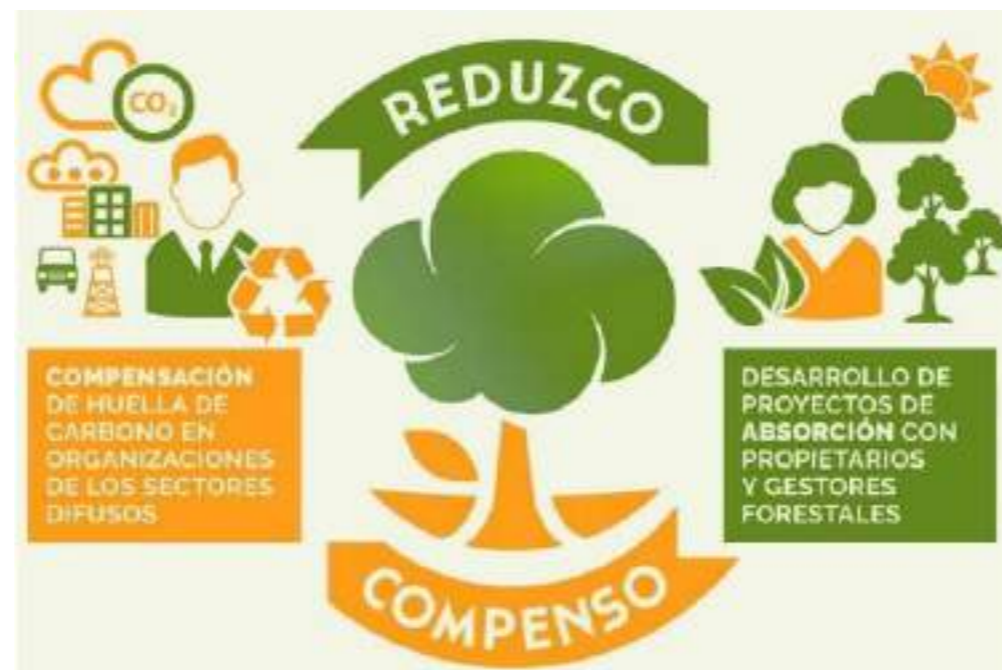 REDUZCO
CO₂
COMPENSACIÓN
DE HUELLA DE
CARBONO EN
ORGANIZACIONES
DE LOS SECTORES
DIFUSOS
DESARROLLO DE
PROYECTOS DE
ABSORCIÓN CON
PROPIETARIOS
Y GESTORES
FORESTALES
COMPENSO